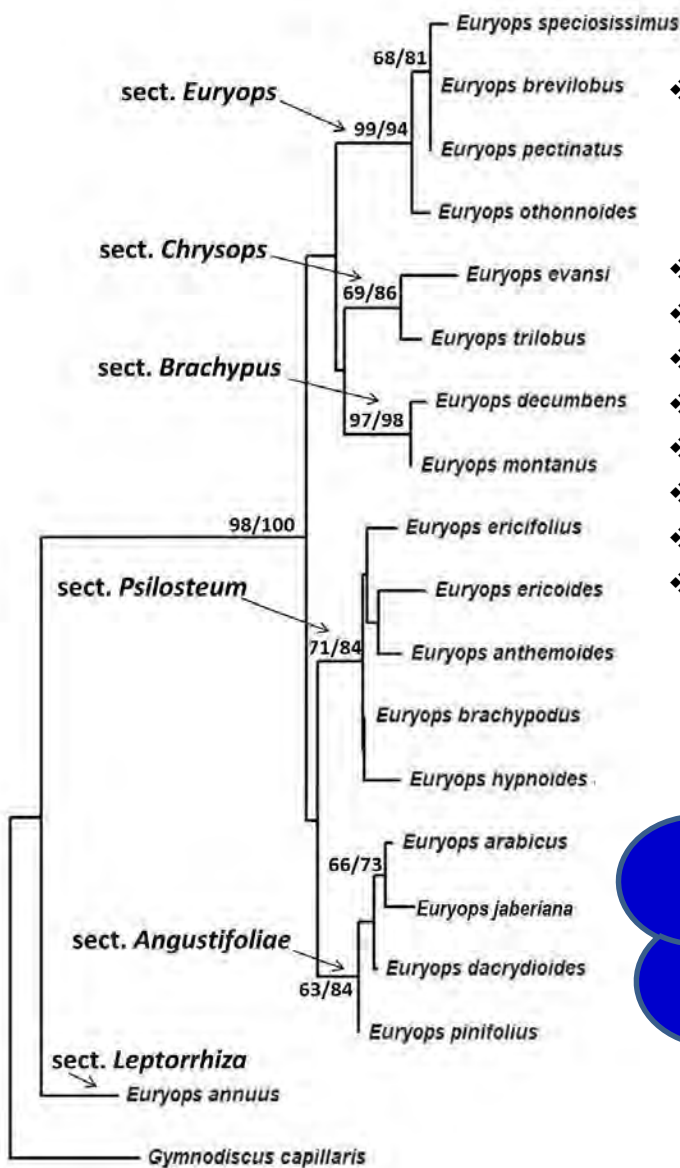 Euryops speciosissimus
68/81
sect. Euryops
Euryops brevilobus
99/94
Euryops pectinatus
Euryops othonnoides
sect. Chrysops
Euryops evansi
69/86
Euryops trilobus
sect. Brachypus
Euryops decumbens
97/98
Euryops montanus
98/100
Euryops ericifolius
sect. Psilosteum
Euryops ericoides
71/84
Euryops anthemoides
Euryops brachypodus
Euryops hypnoides
Euryops arabicus
66/73
Euryops jaberiana
sect. Angustifoliae
Euryops dacrydioides
63/84
Euryops pinifolius
sect. Leptorrhiza
Euryops annuus
Gymnodiscus capillaris